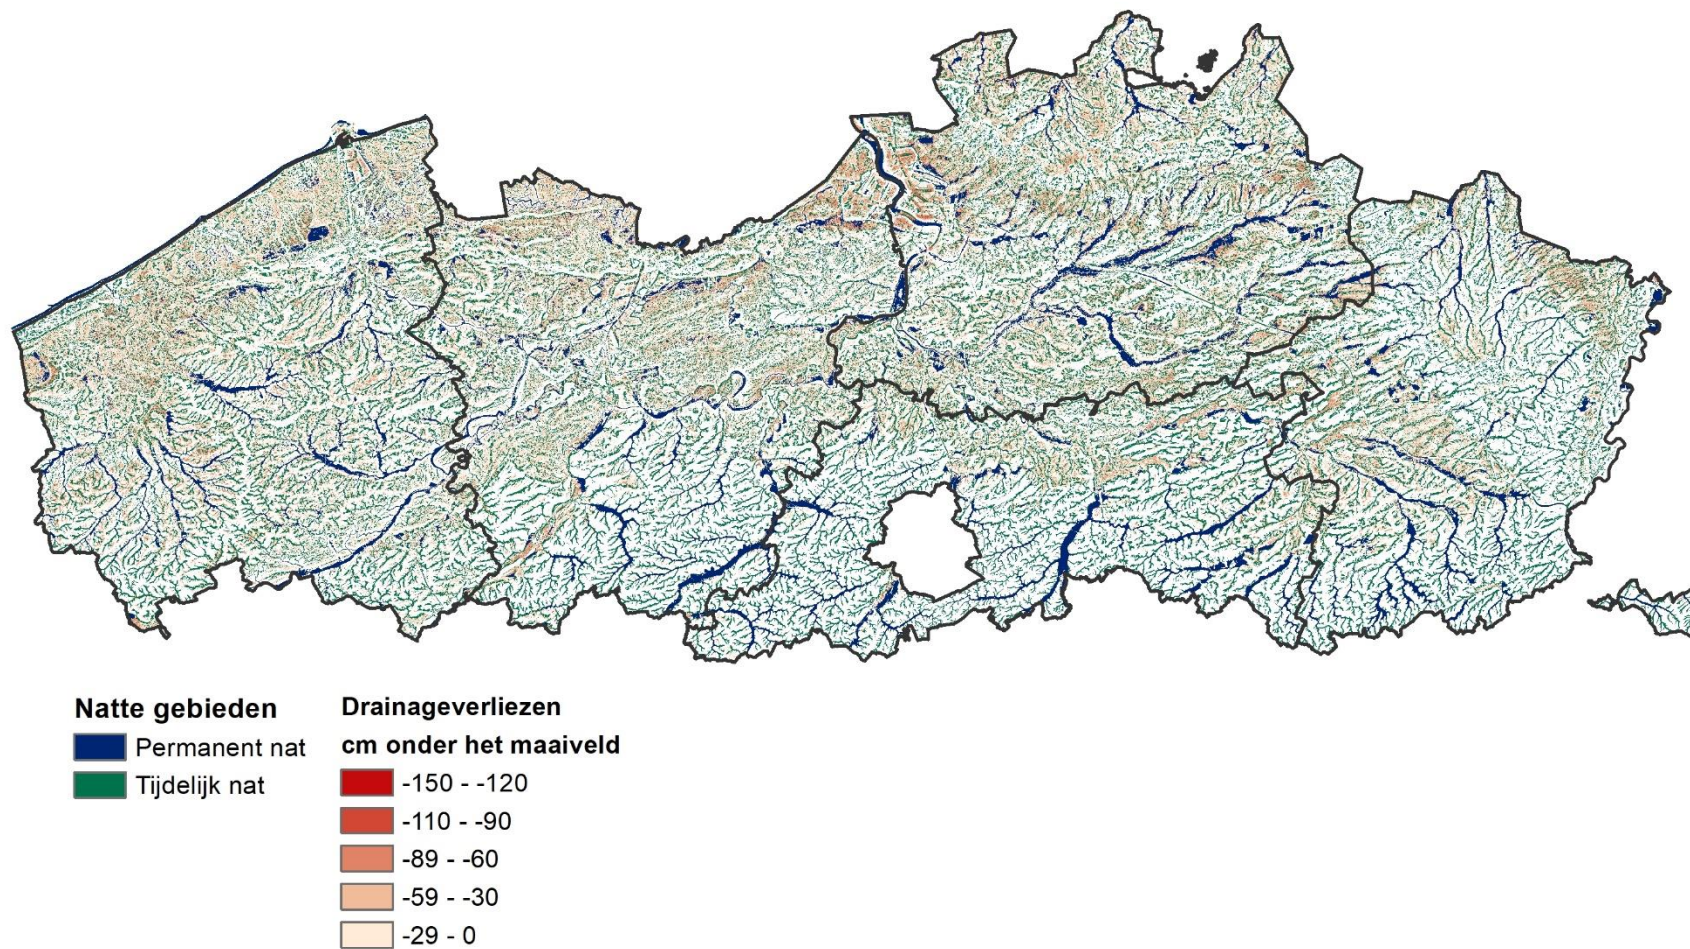 Natte gebieden
Permanent nat
Tijdelijk nat
Drainageverliezen
cm onder het maaiveld
-150 - -120
-110 - -90
-89 - -60
-59 - -30
-29 - 0